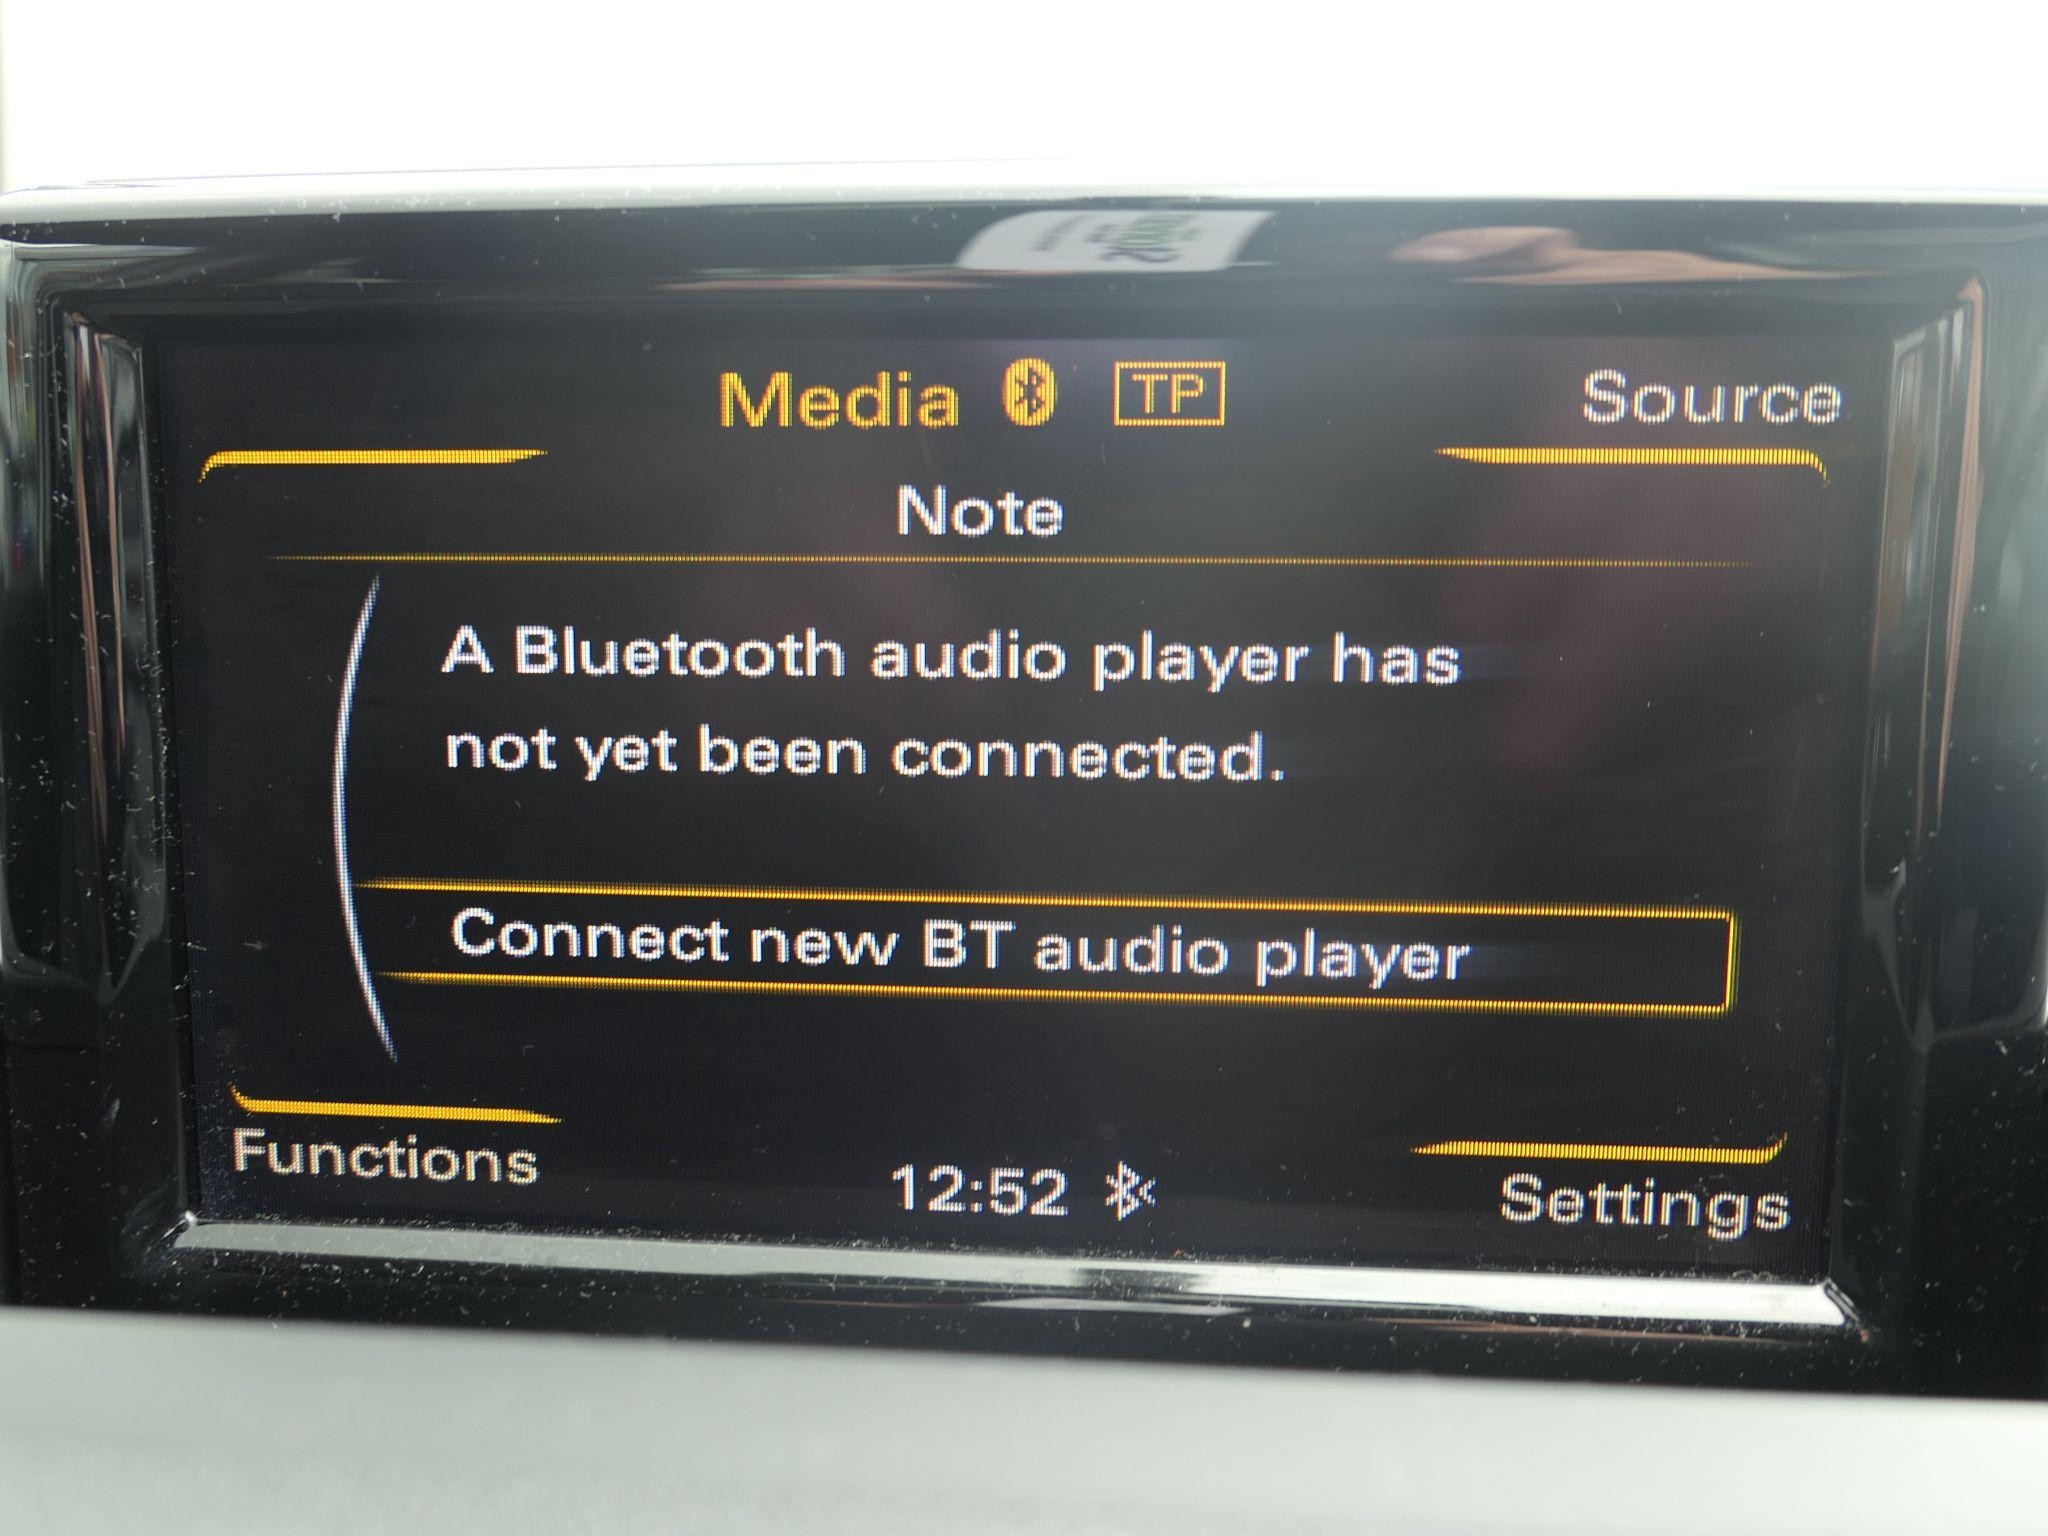 Media TP
Source
Note
A Bluetooth audio player has
not yet been connected.
Connect new BT audio player
Functions
12:52
Settings